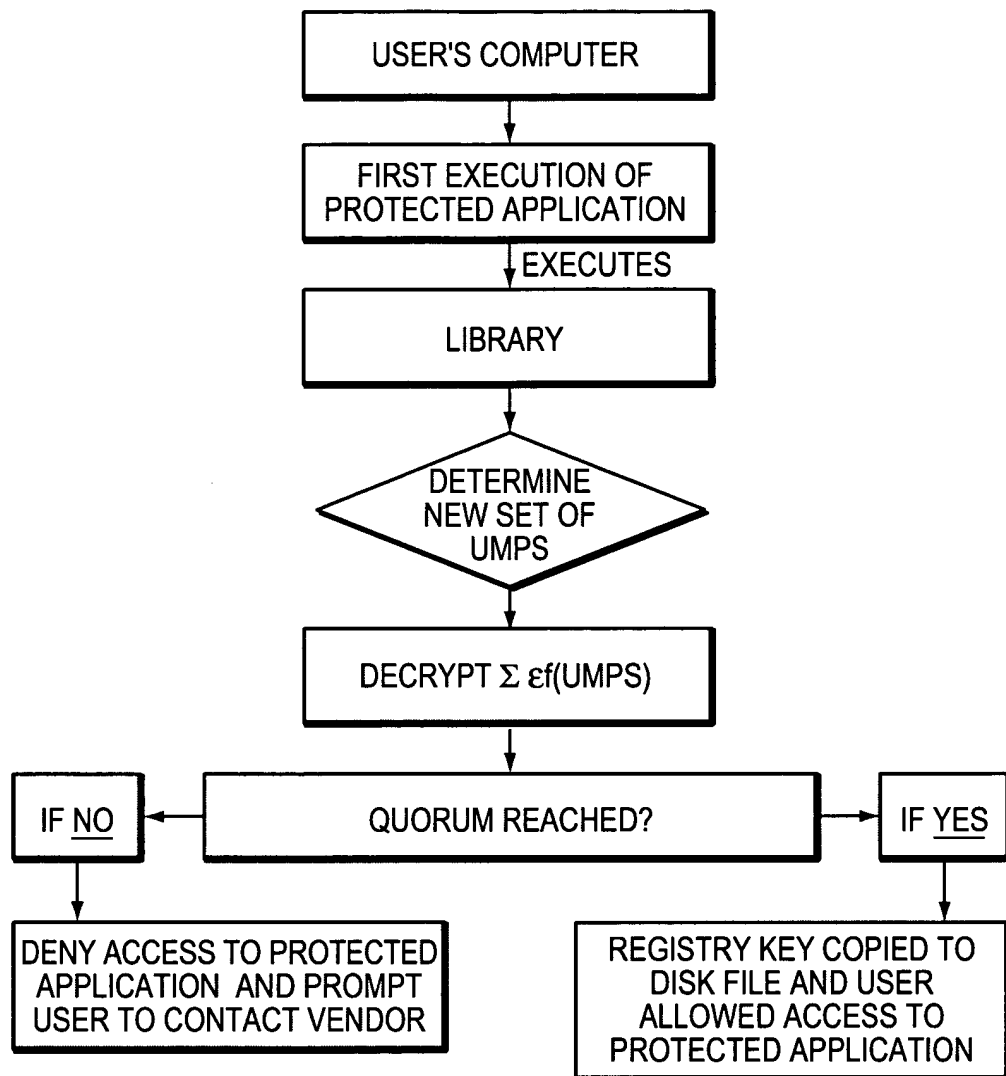 USER'S COMPUTER
FIRST EXECUTION OF
PROTECTED APPLICATION
EXECUTES
LIBRARY
DETERMINE
NEW SET OF
UMPS
DECRYPT Σ εf(UMPS)
IF NO
QUORUM REACHED?
IF YES
DENY ACCESS TO PROTECTED
APPLICATION AND PROMPT
USER TO CONTACT VENDOR
REGISTRY KEY COPIED TO
DISK FILE AND USER
ALLOWED ACCESS TO
PROTECTED APPLICATION